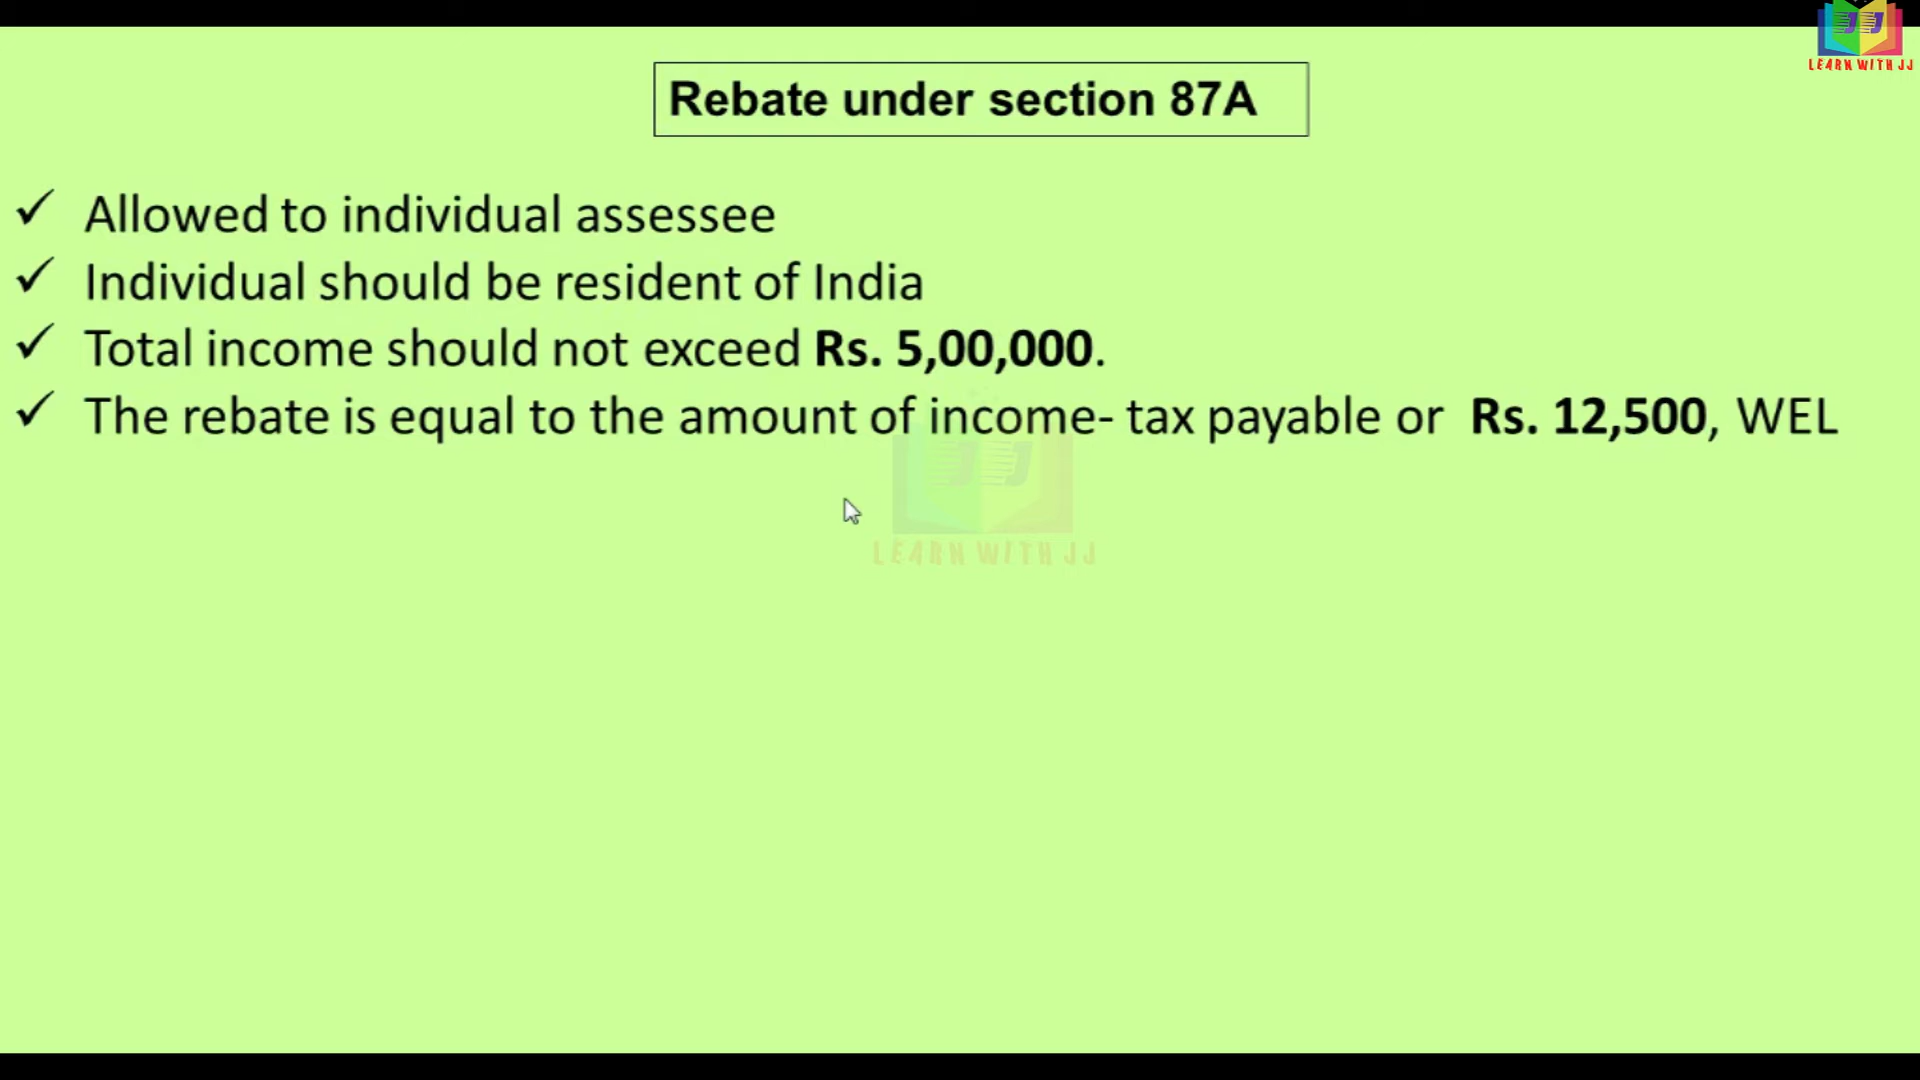 LEARN WITH JJ
Rebate under section 87A
✓ Allowed to individual assessee
✓ Individual should be resident of India
✓ Total income should not exceed Rs. 5,00,000.
✓ The rebate is equal to the amount of income- tax payable or Rs. 12,500, WEL
LEARN WITH JJ